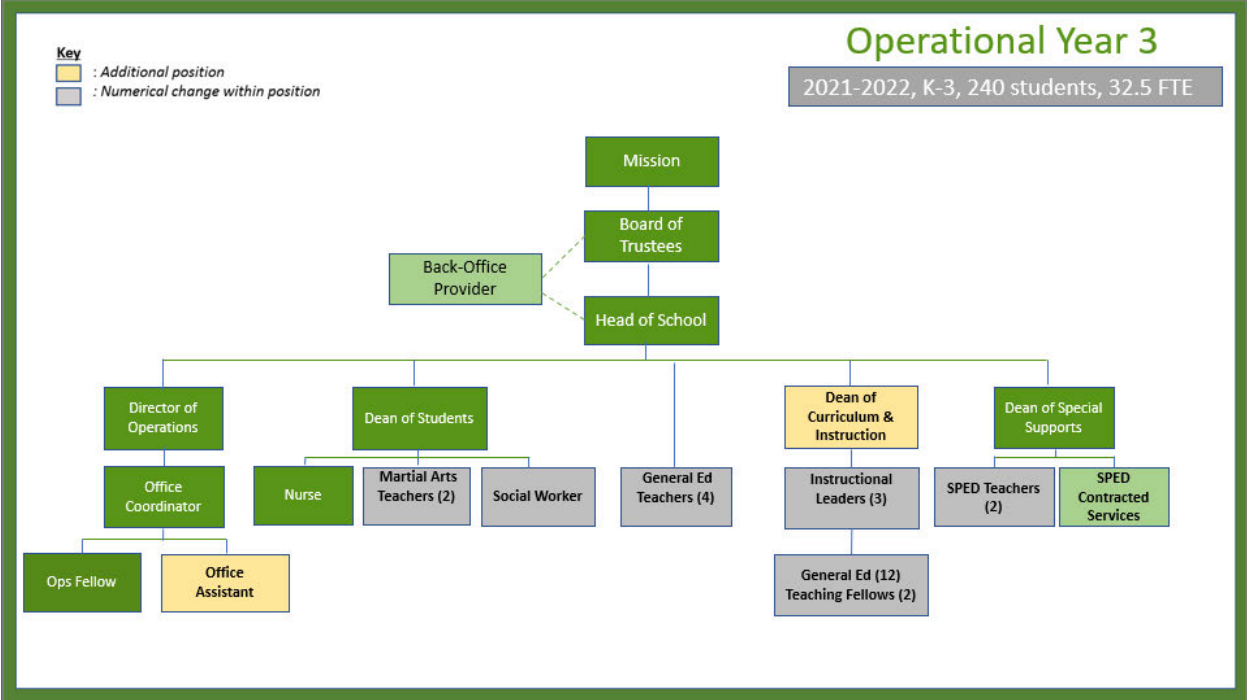 Operational Year 3
Key
: Additional position
: Numerical change within position
2021-2022, K-3, 240 students, 32.5 FTE
Mission
Board of
Trustees
Back-Office
Provider
Head of School
Director of
Operations
Dean of Students
Dean of
Curriculum &
Instruction
Dean of Special
Supports
Office
Coordinator
Nurse
Martial Arts
Teachers (2)
Social Worker
General Ed
Teachers (4)
Instructional
Leaders (3)
SPED Teachers
(2)
SPED
Contracted
Services
Ops Fellow
Office
Assistant
General Ed (12)
Teaching Fellows (2)